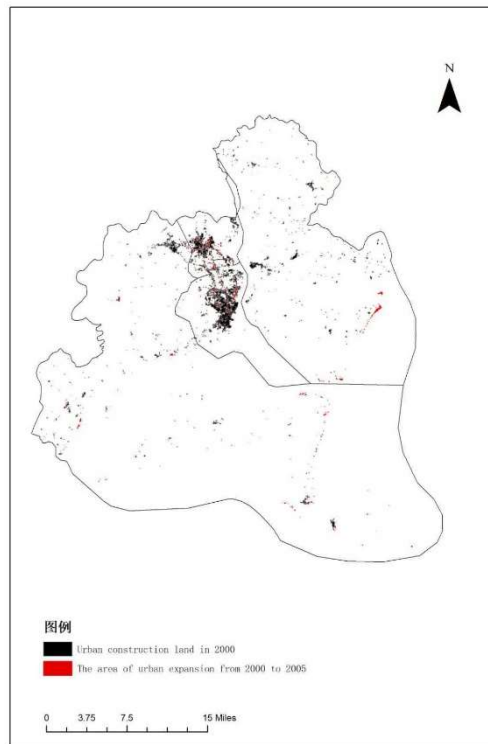 N
图例
Urban construction land in 2000
The area of urban expansion from 2000 to 2005
0 3.75 7.5 15 Miles